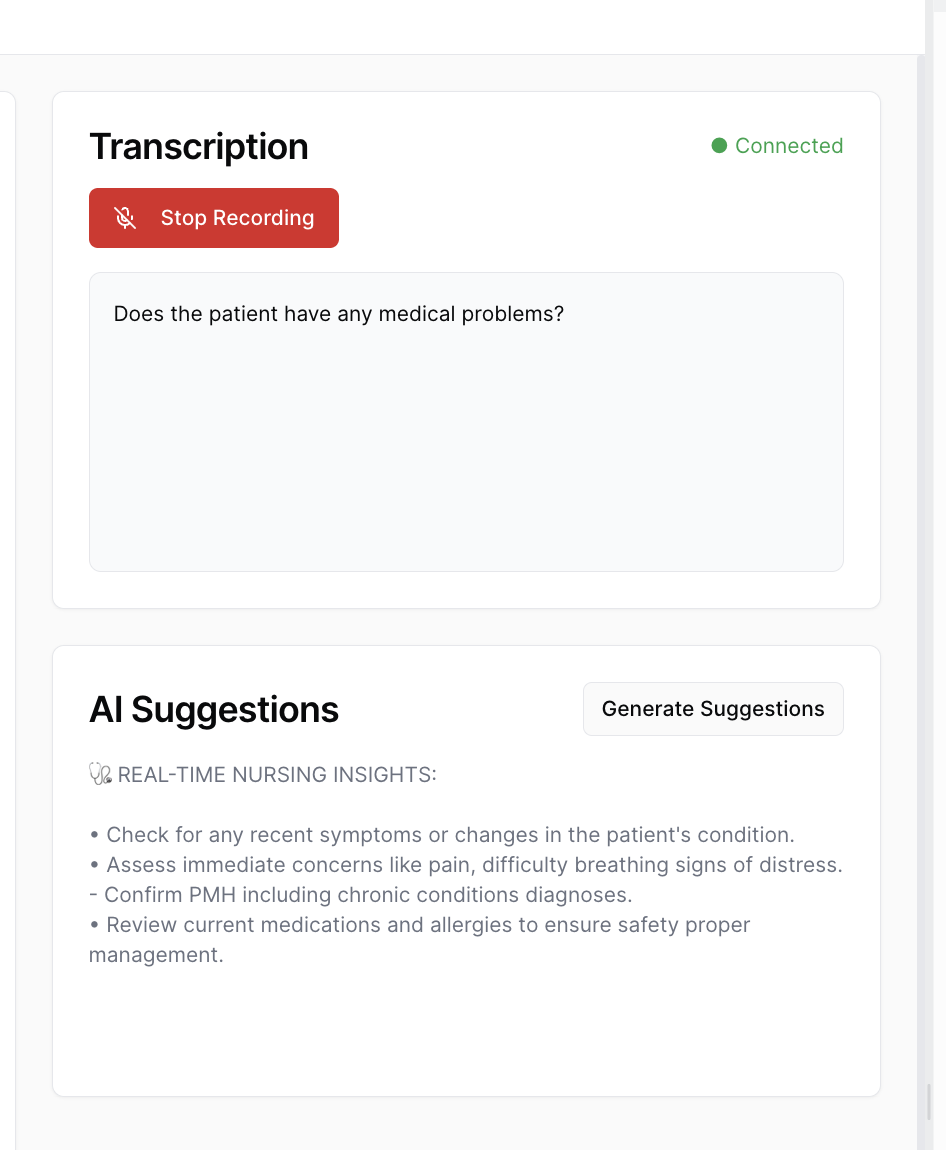 Transcription
Connected
Stop Recording
Does the patient have any medical problems?
AI Suggestions
Generate Suggestions
🩺 REAL-TIME NURSING INSIGHTS:
• Check for any recent symptoms or changes in the patient's condition.
• Assess immediate concerns like pain, difficulty breathing signs of distress.
- Confirm PMH including chronic conditions diagnoses.
• Review current medications and allergies to ensure safety proper
management.